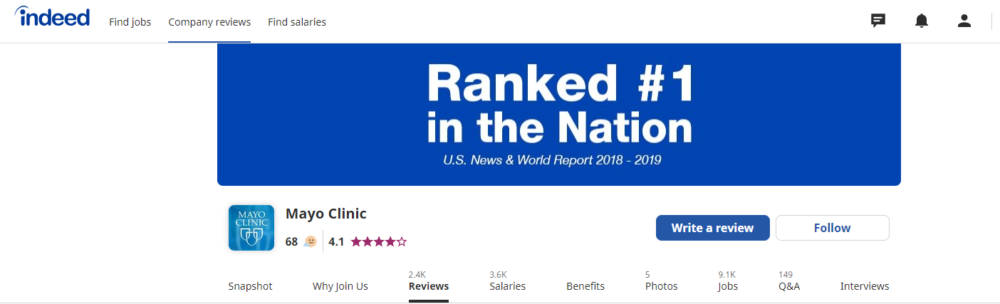 indeed Find jobs Company reviews Find salaries
Ranked #1
in the Nation
U.S. News & World Report 2018 - 2019
MAYO
CLINIC
Mayo Clinic
68 4.1
Write a review Follow
Snapshot
Why Join Us
2.4K
Reviews
3.6K
Salaries
Benefits
5
Photos
9.1K
Jobs
149
Q&A
Interviews